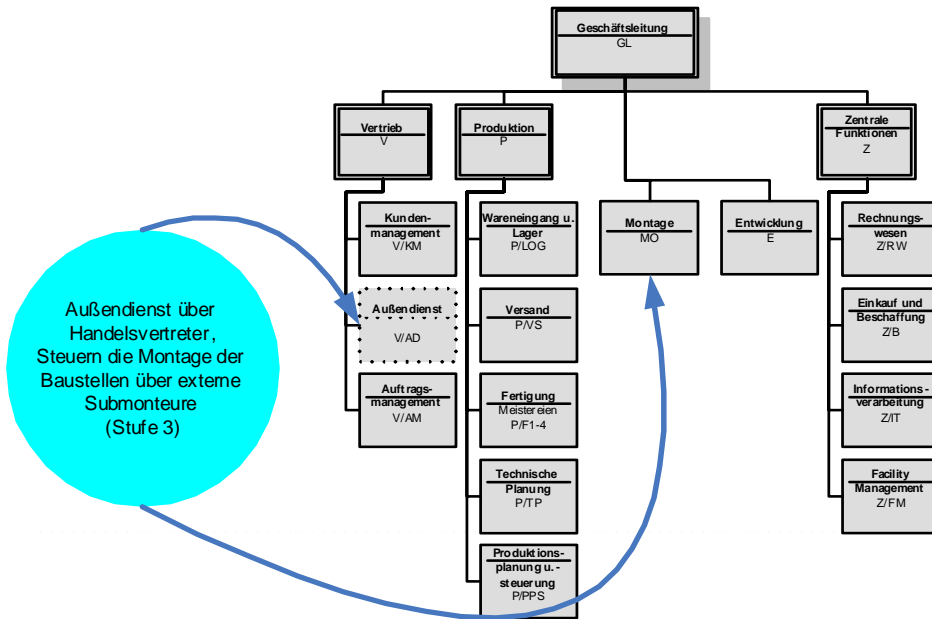 Geschäftsleitung
GL
Vertrieb
V
Produktion
P
Zentrale
Funktionen
Z
Kunden-
management
V/KM
Wareneingang u.
Lager
P/LOG
Montage
MO
Entwicklung
E
Rechnungs-
wesen
Z/RW
Außendienst
V/AD
Versand
P/VS
Einkauf und
Beschaffung
Z/B
Auftrags-
management
V/AM
Fertigung
Meistereien
P/F1-4
Informations-
verarbeitung
Z/IT
Technische
Planung
P/TP
Facility
Management
Z/FM
Produktions-
planung u.-
steuerung
P/PPS
Außendienst über
Handelsvertreter,
Steuern die Montage der
Baustellen über externe
Submonteure
(Stufe 3)